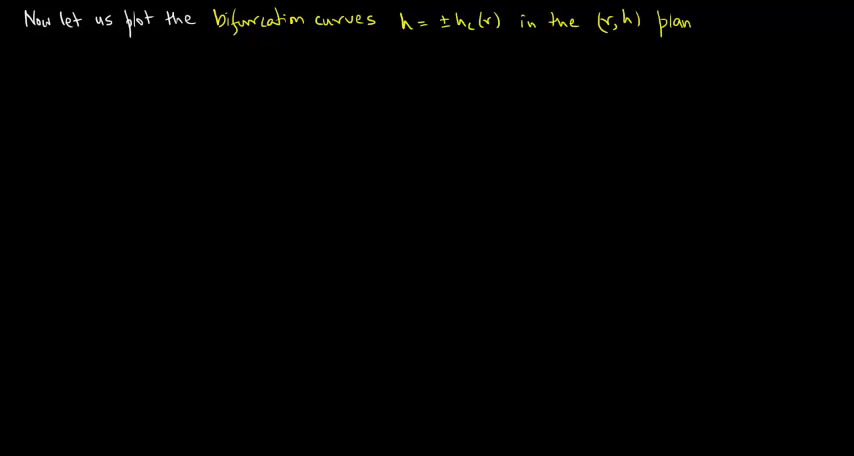 Now let us plot the bifurcation curves h = ± h_c(r) in the (r, h) plan